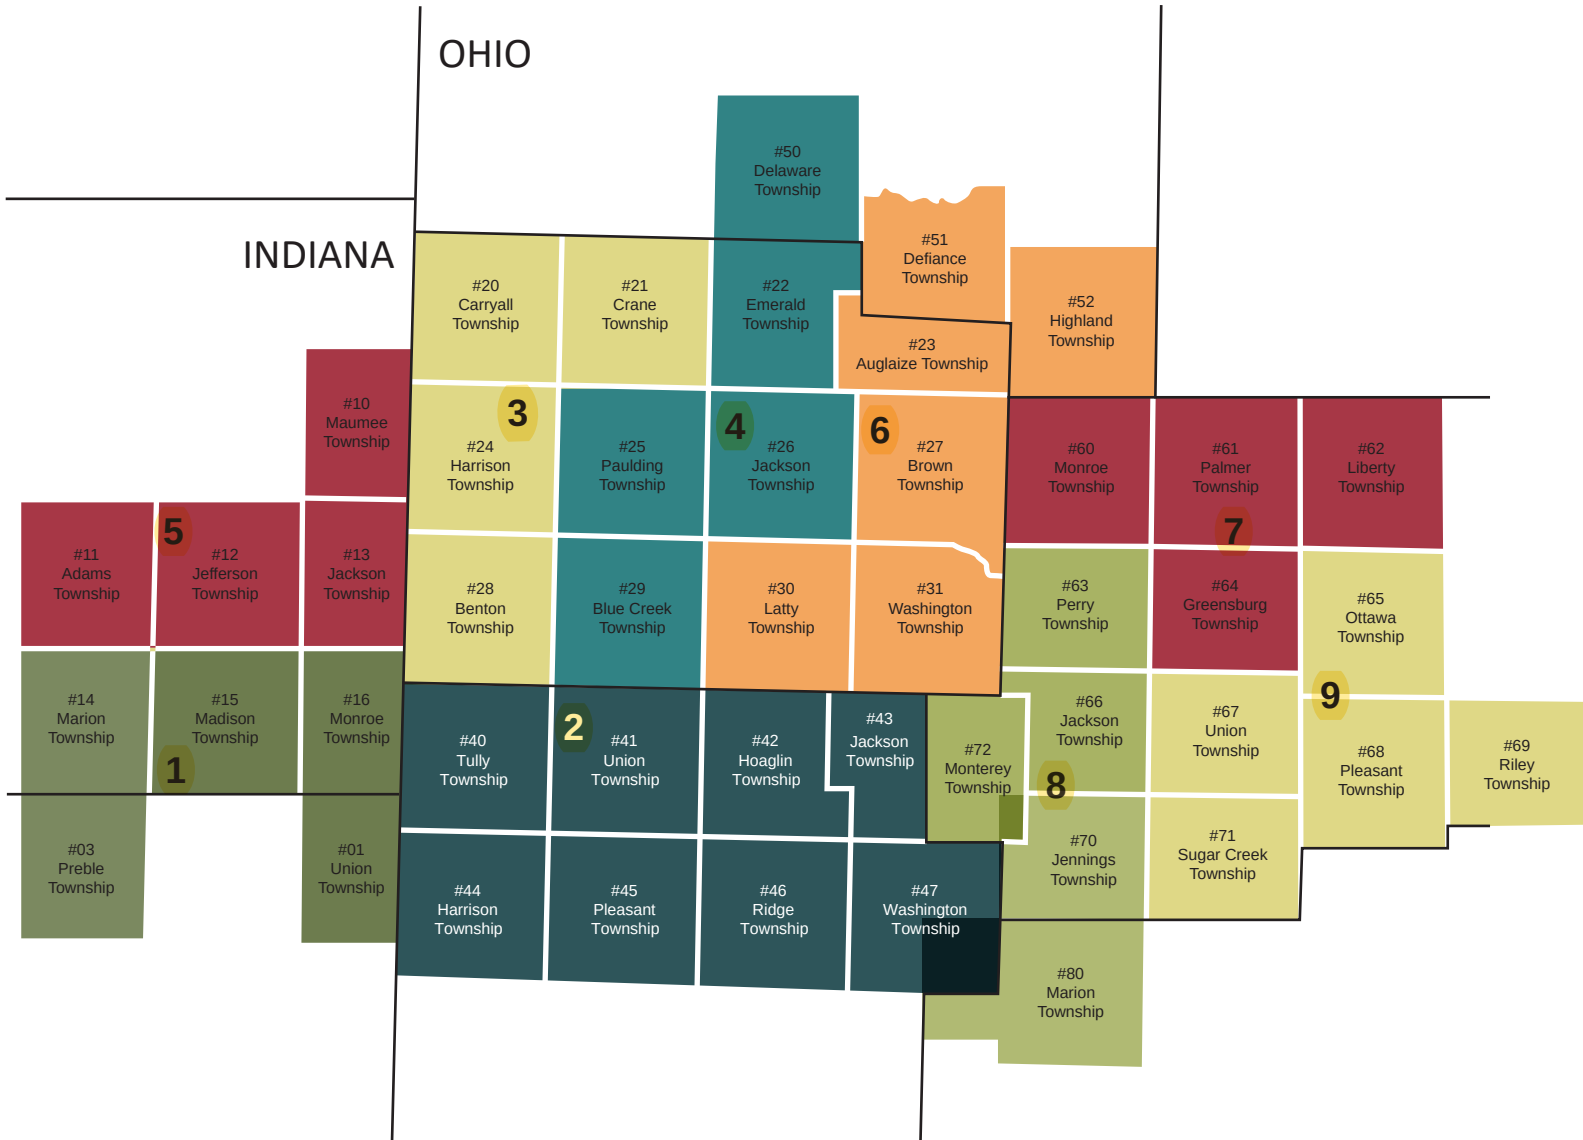 OHIO
INDIANA
#50
Delaware
Township
#51
Defiance
Township
#52
Highland
Township
#20
Carryall
Township
#21
Crane
Township
#22
Emerald
Township
#23
Auglaize Township
#10
Maumee
Township
3
#24
Harrison
Township
#25
Paulding
Township
4
#26
Jackson
Township
6
#27
Brown
Township
#60
Monroe
Township
#61
Palmer
Township
#62
Liberty
Township
7
#11
Adams
Township
5
#12
Jefferson
Township
#13
Jackson
Township
#28
Benton
Township
#29
Blue Creek
Township
#30
Latty
Township
#31
Washington
Township
#63
Perry
Township
#64
Greensburg
Township
#65
Ottawa
Township
9
#14
Marion
Township
#15
Madison
Township
1
#16
Monroe
Township
#40
Tully
Township
2
#41
Union
Township
#42
Hoaglin
Township
#43
Jackson
Township
#72
Monterey
Township
#66
Jackson
Township
8
#67
Union
Township
#68
Pleasant
Township
#69
Riley
Township
#03
Preble
Township
#01
Union
Township
#44
Harrison
Township
#45
Pleasant
Township
#46
Ridge
Township
#47
Washington
Township
#70
Jennings
Township
#71
Sugar Creek
Township
#80
Marion
Township